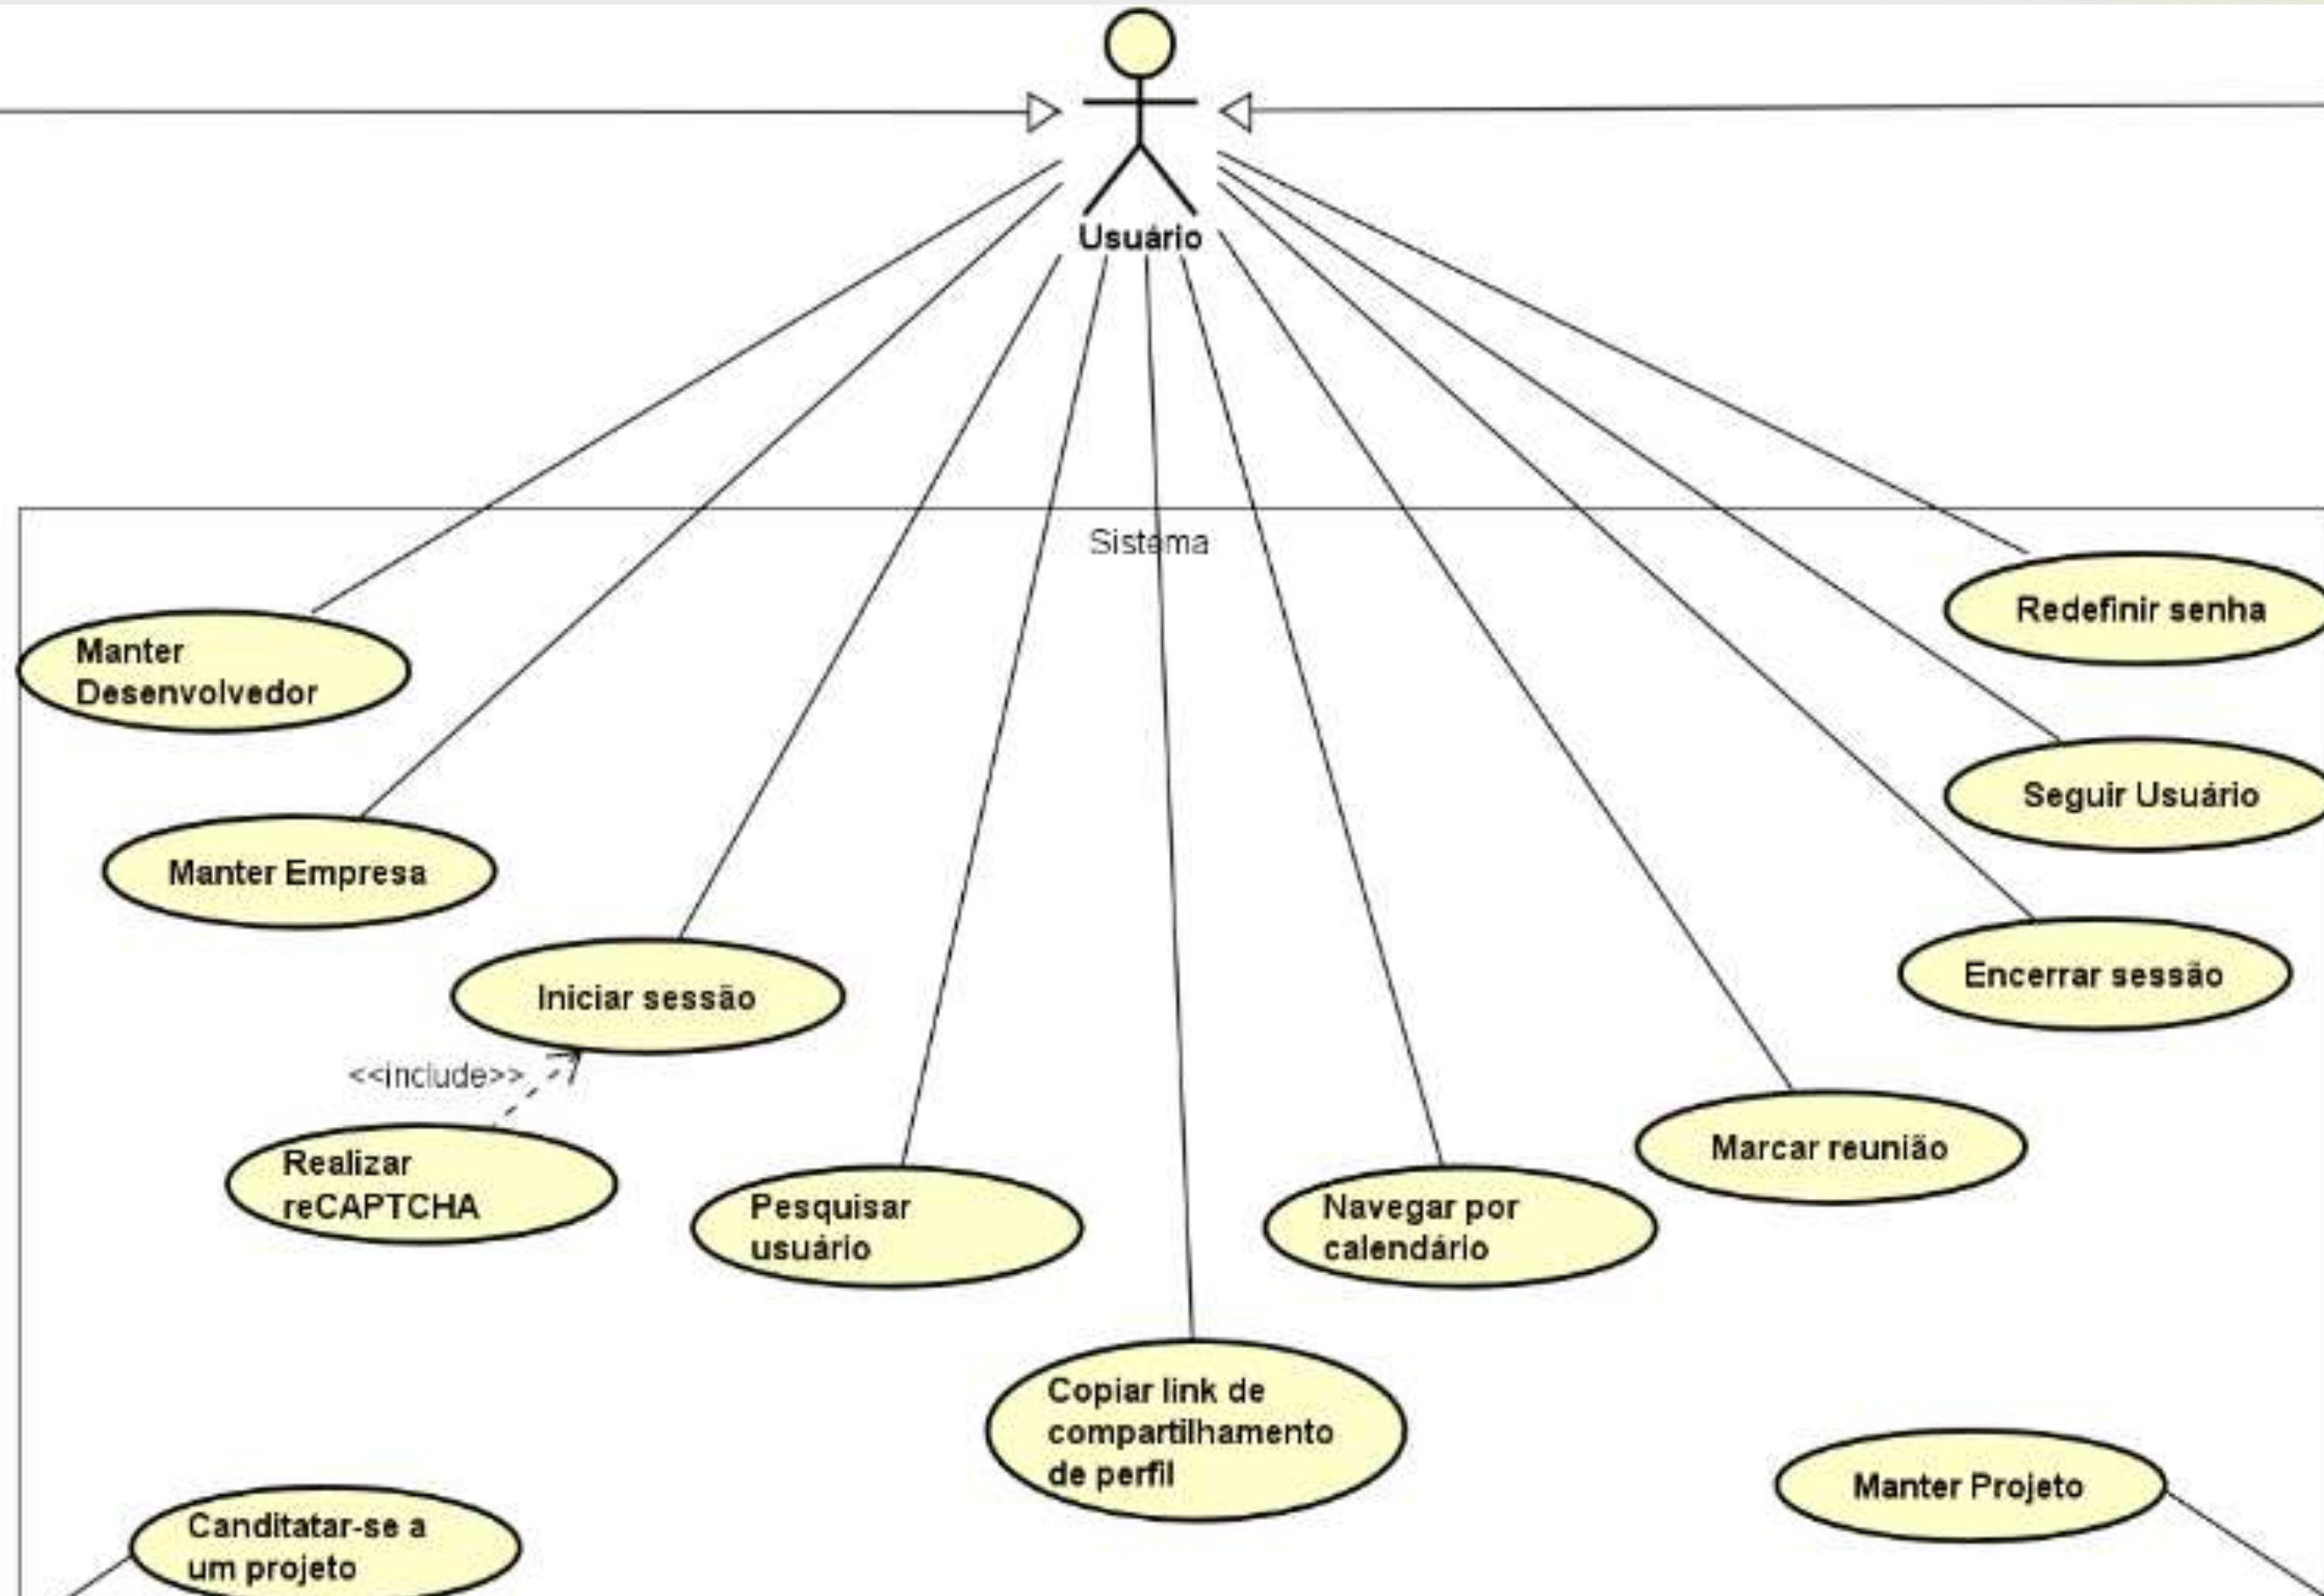 Usuário
Sistema
Redefinir senha
Manter
Desenvolvedor
Seguir Usuário
Manter Empresa
Encerrar sessão
Iniciar sessão
<<include>>
Marcar reunião
Realizar
reCAPTCHA
Pesquisar
usuário
Navegar por
calendário
Copiar link de
compartilhamento
de perfil
Manter Projeto
Canditatar-se a
um projeto